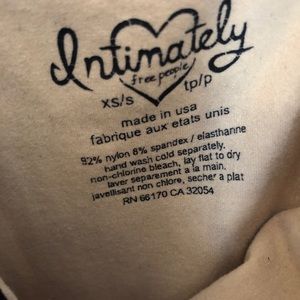 Intimately
free people
xs/s tp/p
made in usa
fabrique aux etats unis
92% nylon 8% spandex / elasthanne
hand wash cold separately.
non-chlorine bleach, lay flat to dry
laver separement a la main,
javellisant non chlore, secher a plat
RN 66170 CA 32054